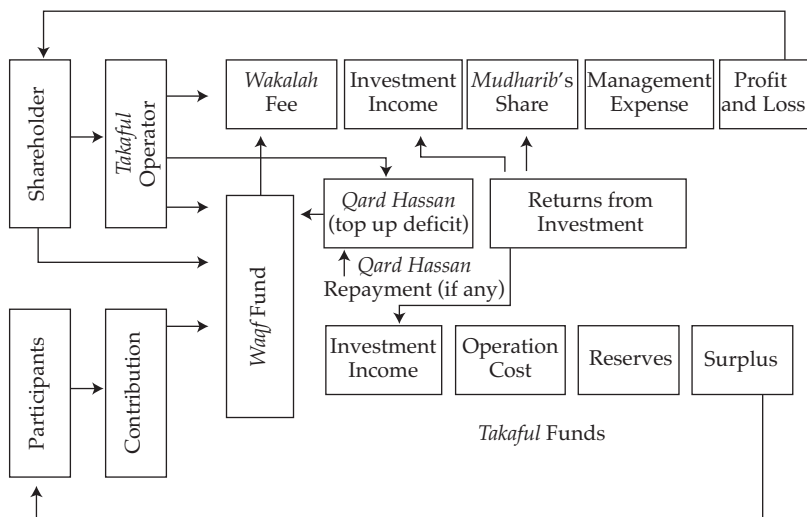 Shareholder
Takaful
Operator
Wakalah
Fee
Investment
Income
Mudharib's
Share
Management
Expense
Profit
and Loss
Waqf Fund
Qard Hassan
(top up deficit)
Returns from
Investment
Qard Hassan
Repayment (if any)
Participants
Contribution
Investment
Income
Operation
Cost
Reserves
Surplus
Takaful Funds